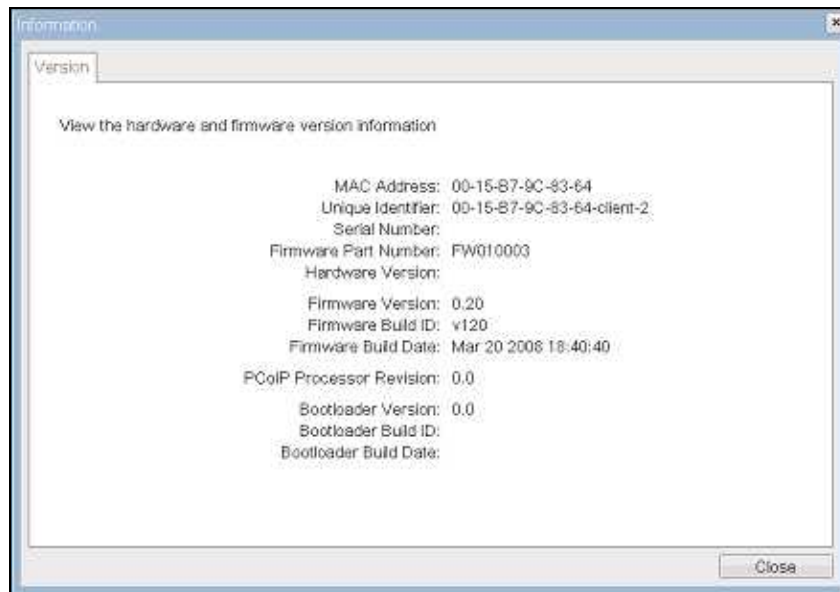 Information
Version
View the hardware and firmware version information
MAC Address: 00-15-B7-9C-83-64
Unique Identifier: 00-15-B7-9C-83-64-client-2
Serial Number:
Firmware Part Number: FW010003
Hardware Version:
Firmware Version: 0.20
Firmware Build ID: v120
Firmware Build Date: Mar 20 2008 18:40:40
PCoIP Processor Revision: 0.0
Bootloader Version: 0.0
Bootloader Build ID:
Bootloader Build Date:
Close